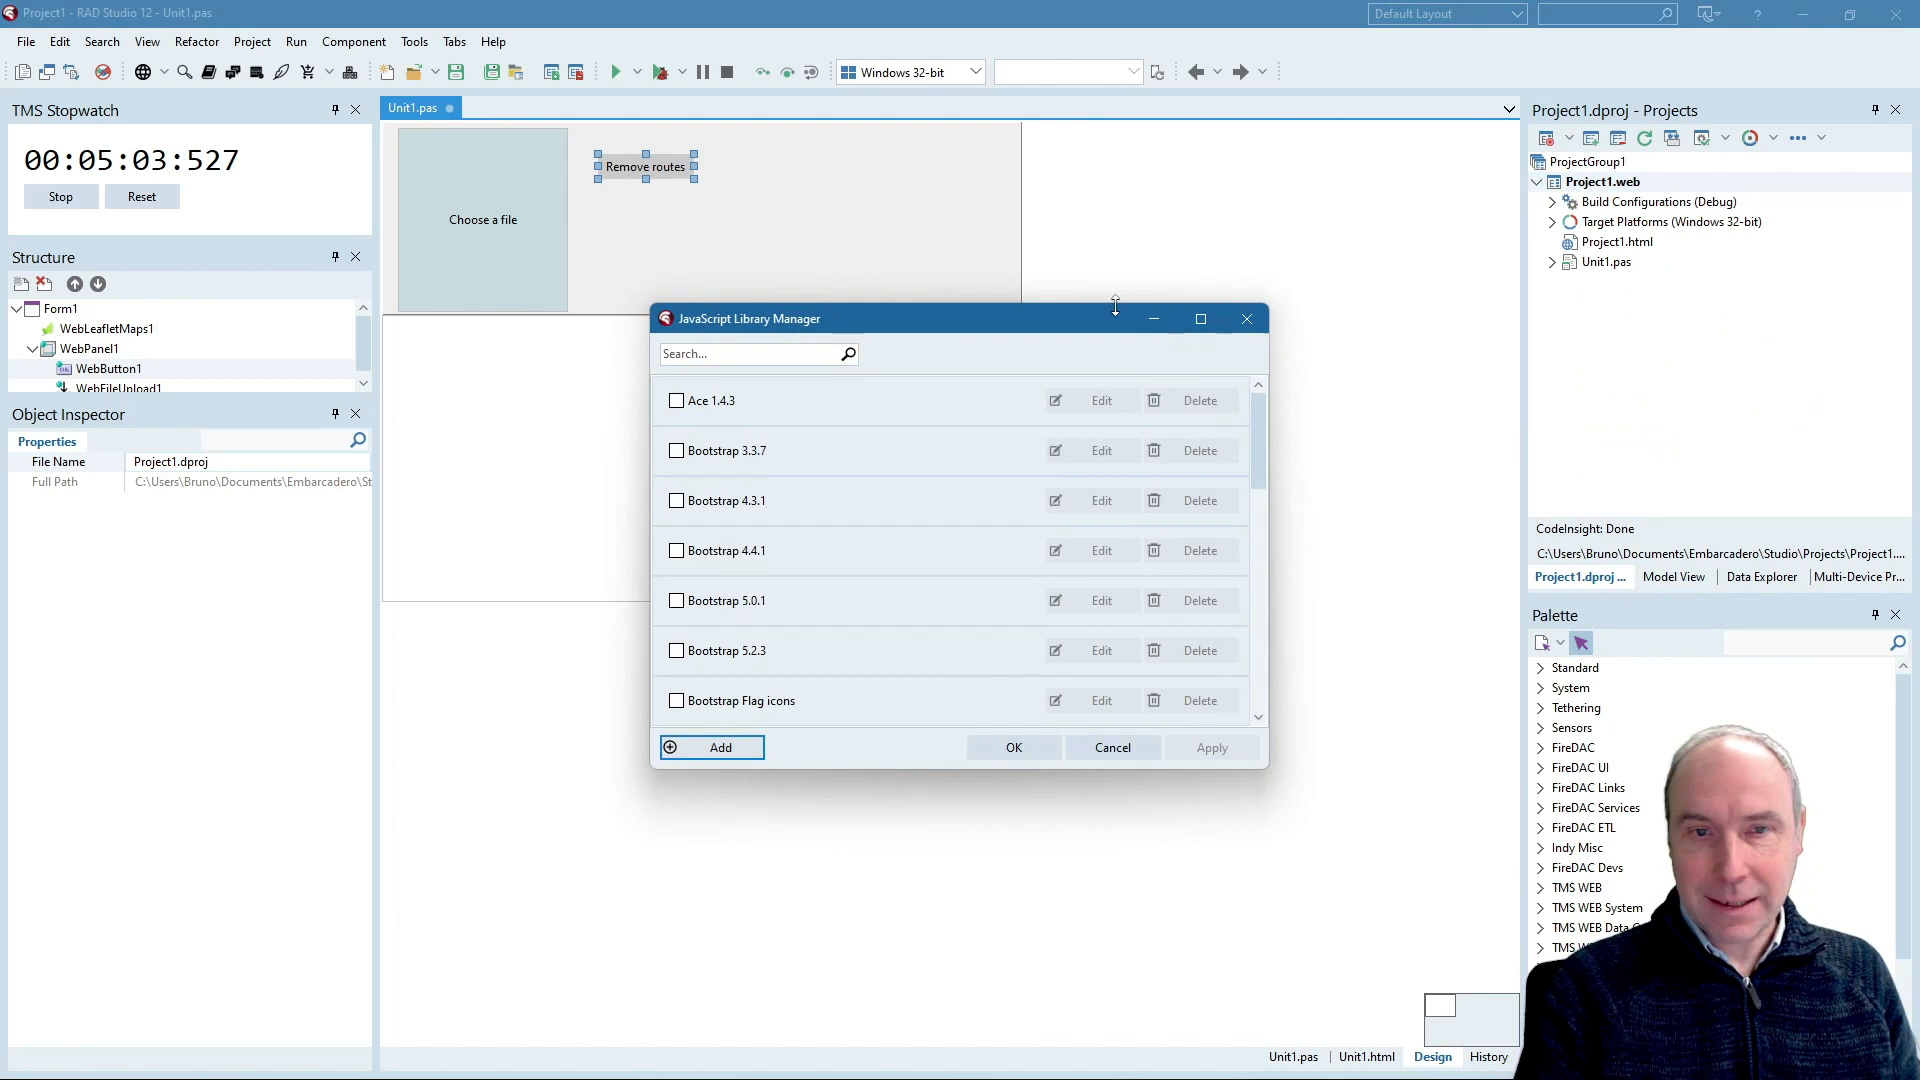 Project1 - RAD Studio 12 - Unit1.pas
Default Layout
File Edit Search View Refactor Project Run Component Tools Tabs Help
Windows 32-bit
TMS Stopwatch
00:05:03:527
Stop
Reset
Structure
Form1
WebLeafletMaps1
WebPanel1
WebButton1
WebFileUpload1
Object Inspector
Properties
File Name
Project1.dproj
Full Path
C:\Users\Bruno\Documents\Embarcadero\St
Unit1.pas
Choose a file
Remove routes
JavaScript Library Manager
Search...
Ace 1.4.3 Edit Delete
Bootstrap 3.3.7 Edit Delete
Bootstrap 4.3.1 Edit Delete
Bootstrap 4.4.1 Edit Delete
Bootstrap 5.0.1 Edit Delete
Bootstrap 5.2.3 Edit Delete
Bootstrap Flag icons Edit Delete
Add
OK
Cancel
Apply
Unit1.pas
Unit1.html
Design
History
Project1.dproj - Projects
ProjectGroup1
Project1.web
Build Configurations (Debug)
Target Platforms (Windows 32-bit)
Project1.html
Unit1.pas
CodeInsight: Done
C:\Users\Bruno\Documents\Embarcadero\Studio\Projects\Project1....
Project1.dproj ...
Model View
Data Explorer
Multi-Device Pr...
Palette
Standard
System
Tethering
Sensors
FireDAC
FireDAC UI
FireDAC Links
FireDAC Services
FireDAC ETL
Indy Misc
FireDAC Devs
TMS WEB
TMS WEB System
TMS WEB Data
TMS